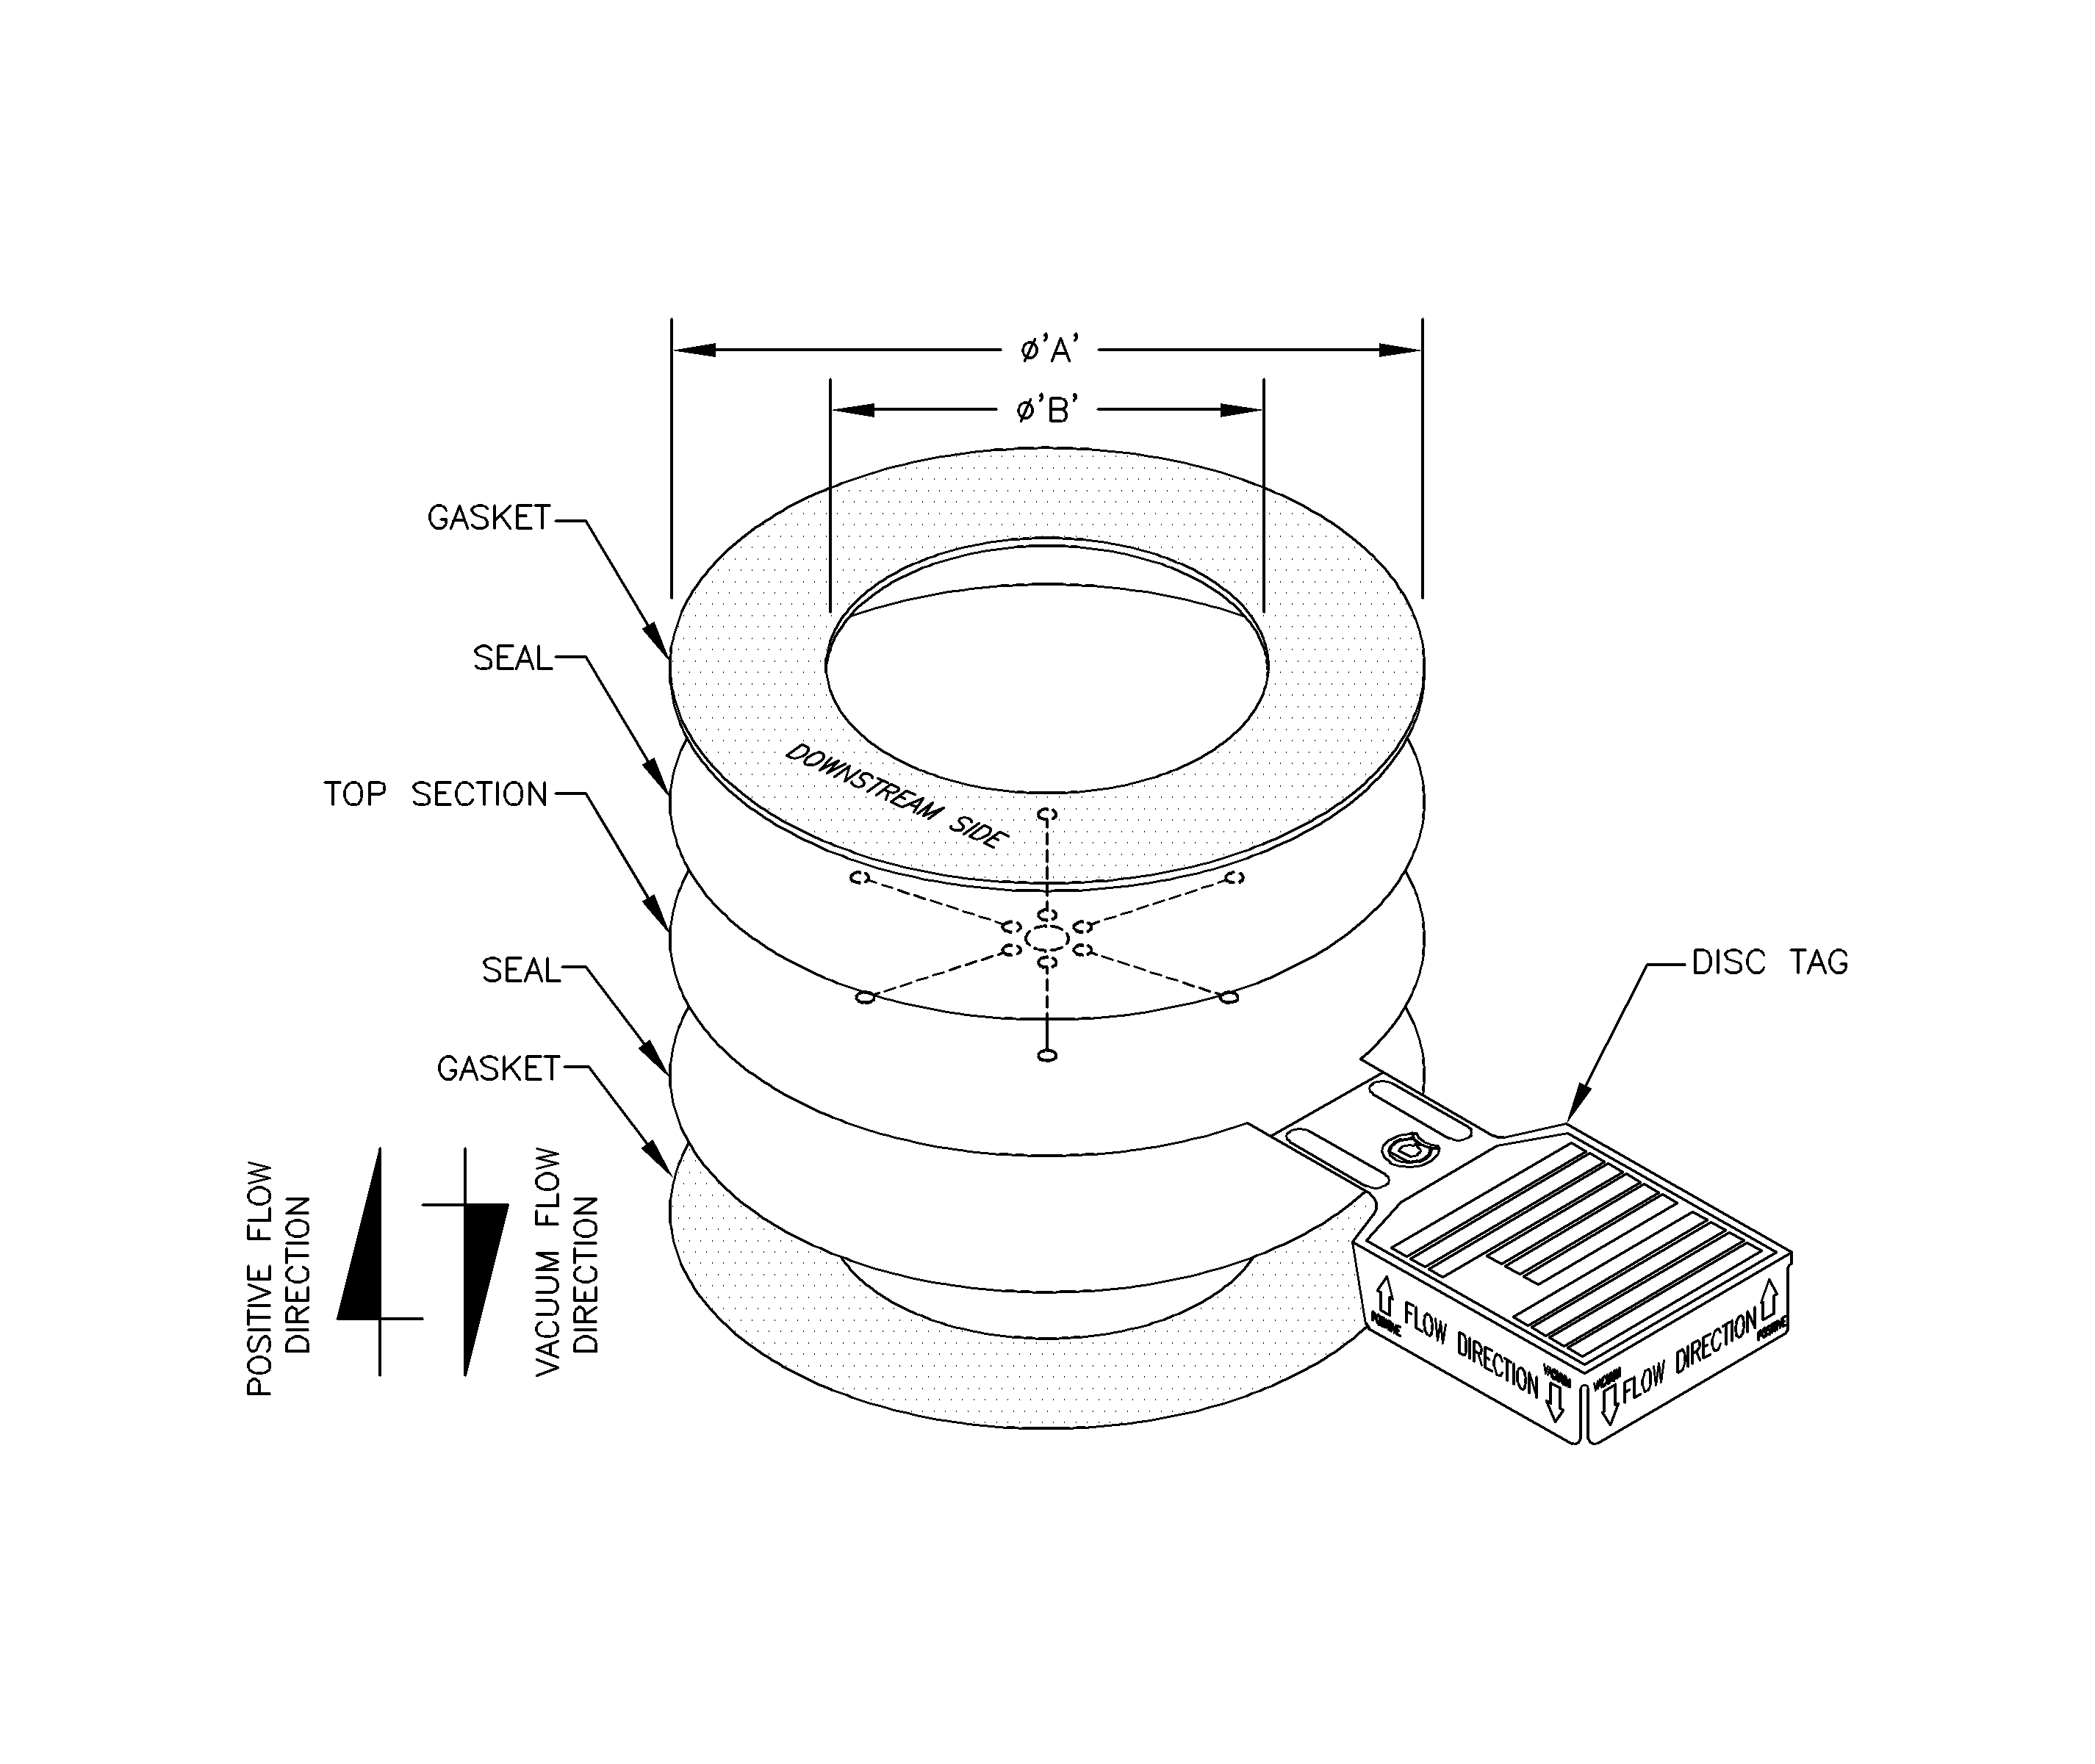 ø'A'
ø'B'
GASKET
SEAL
DOWNSTREAM SIDE
TOP SECTION
SEAL
DISC TAG
GASKET
POSITIVE FLOW
DIRECTION
VACUUM FLOW
DIRECTION
POSITIVE
FLOW DIRECTION
VACUUM
VACUUM
FLOW DIRECTION
POSITIVE